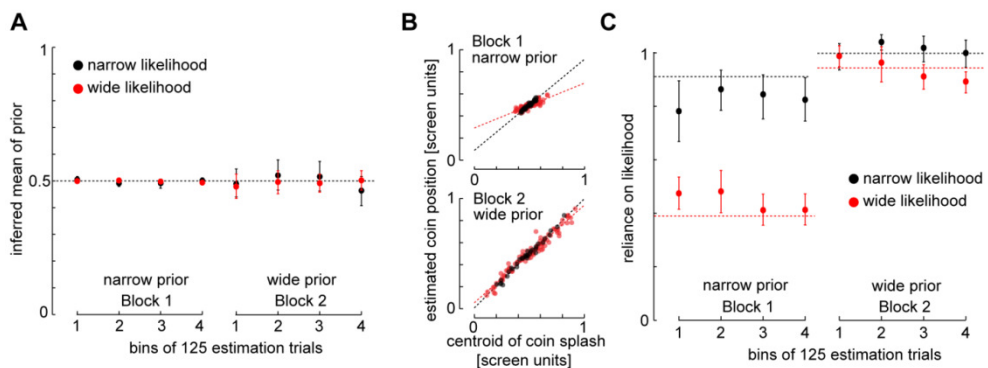 A
1
narrow likelihood
wide likelihood
0.5
inferred mean of prior
narrow prior
Block 1
wide prior
Block 2
0
1 2 3 4 1 2 3 4
bins of 125 estimation trials
B
Block 1
narrow prior
1
0
0 1
Block 2
wide prior
1
0
0 1
estimated coin position [screen units]
centroid of coin splash
[screen units]
C
1
reliance on likelihood
narrow likelihood
wide likelihood
narrow prior
Block 1
wide prior
Block 2
1
1 2 3 4 1 2 3 4
bins of 125 estimation trials